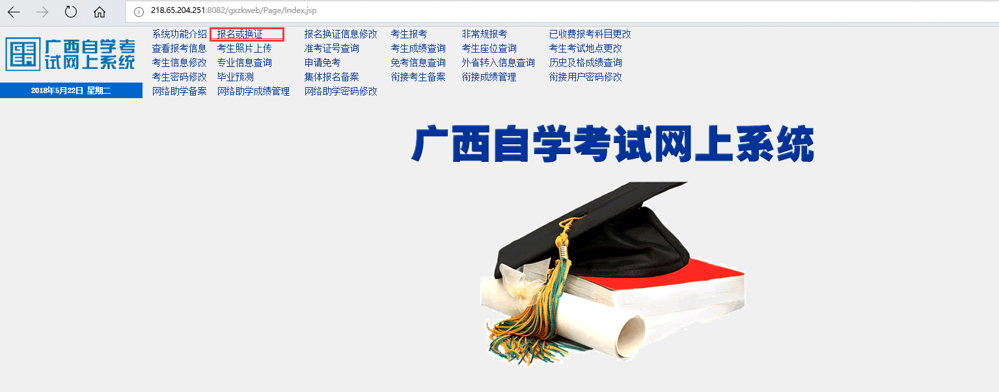 218.65.204.251:8082/gxzkweb/Page/Index.jsp
系统功能介绍 报名或换证 报名换证信息修改 考生报考 非常规报考 已收费报考科目更改
查看报考信息 考生照片上传 准考证号查询 考生成绩查询 考生座位查询 考生考试地点更改
考生信息修改 专业信息查询 申请免考 免考信息查询 外省转入信息查询 历史及格成绩查询
考生密码修改 毕业预测 集体报名备案 衔接考生备案 衔接成绩管理 衔接用户密码修改
网络助学备案 网络助学成绩管理 网络助学密码修改
广西自学考
试网上系统
2018年5月22日 星期二
广西自学考试网上系统